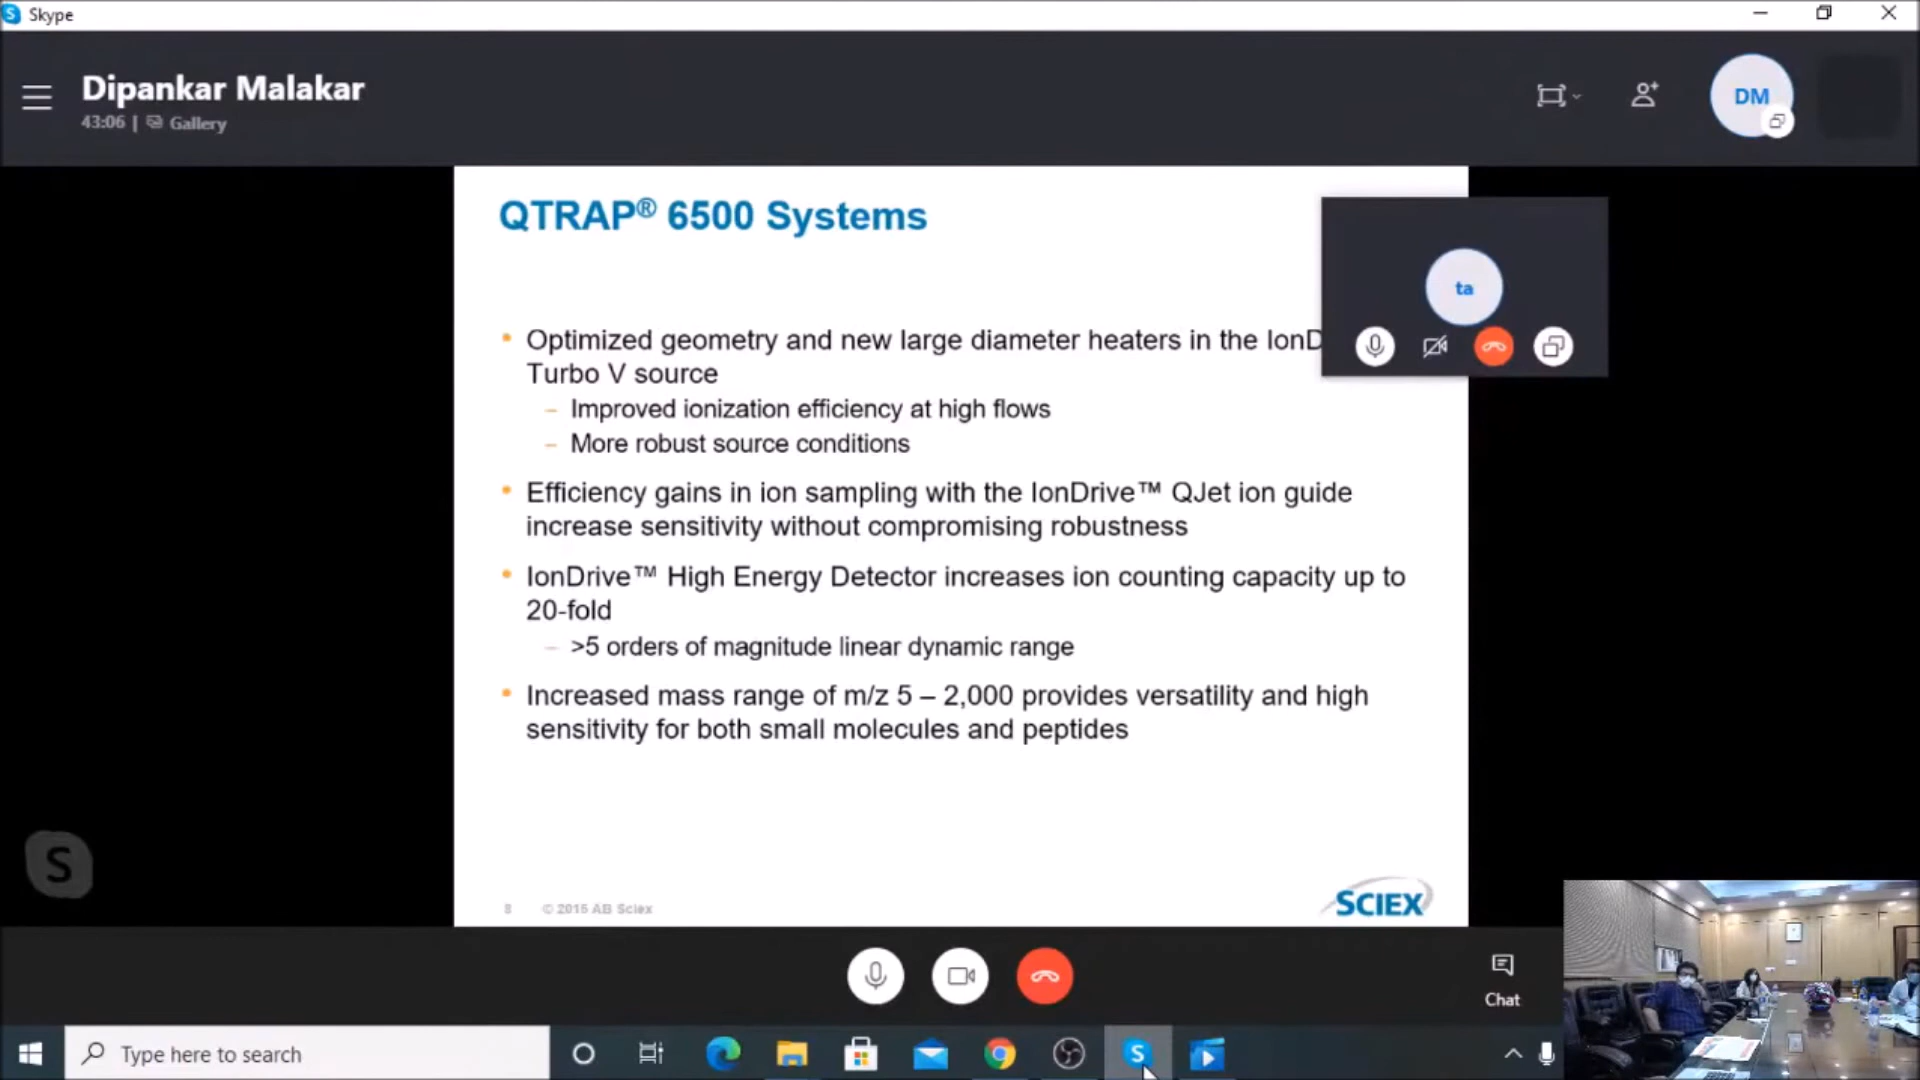 Skype
Dipankar Malakar
43:06 | Gallery
DM
QTRAP® 6500 Systems
ta
• Optimized geometry and new large diameter heaters in the IonD
Turbo V source
– Improved ionization efficiency at high flows
– More robust source conditions
• Efficiency gains in ion sampling with the IonDrive™ QJet ion guide
increase sensitivity without compromising robustness
• IonDrive™ High Energy Detector increases ion counting capacity up to
20-fold
– >5 orders of magnitude linear dynamic range
• Increased mass range of m/z 5 – 2,000 provides versatility and high
sensitivity for both small molecules and peptides
8 © 2015 AB Sciex
SCIEX
Chat
Type here to search